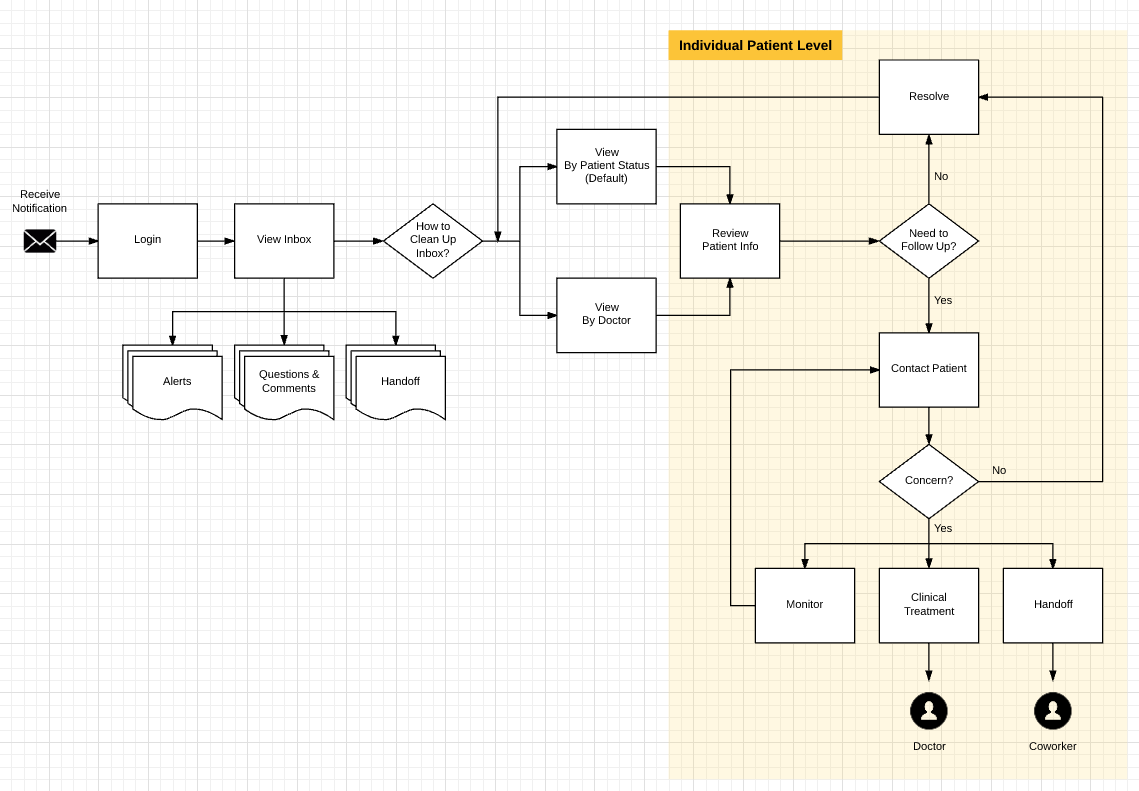 Individual Patient Level
Resolve
View
By Patient Status
(Default)
No
Receive
Notification
Login
View Inbox
How to
Clean Up
Inbox?
Review
Patient Info
Need to
Follow Up?
View
By Doctor
Yes
Alerts
Questions &
Comments
Handoff
Contact Patient
Concern?
No
Yes
Monitor
Clinical
Treatment
Handoff
Doctor
Coworker